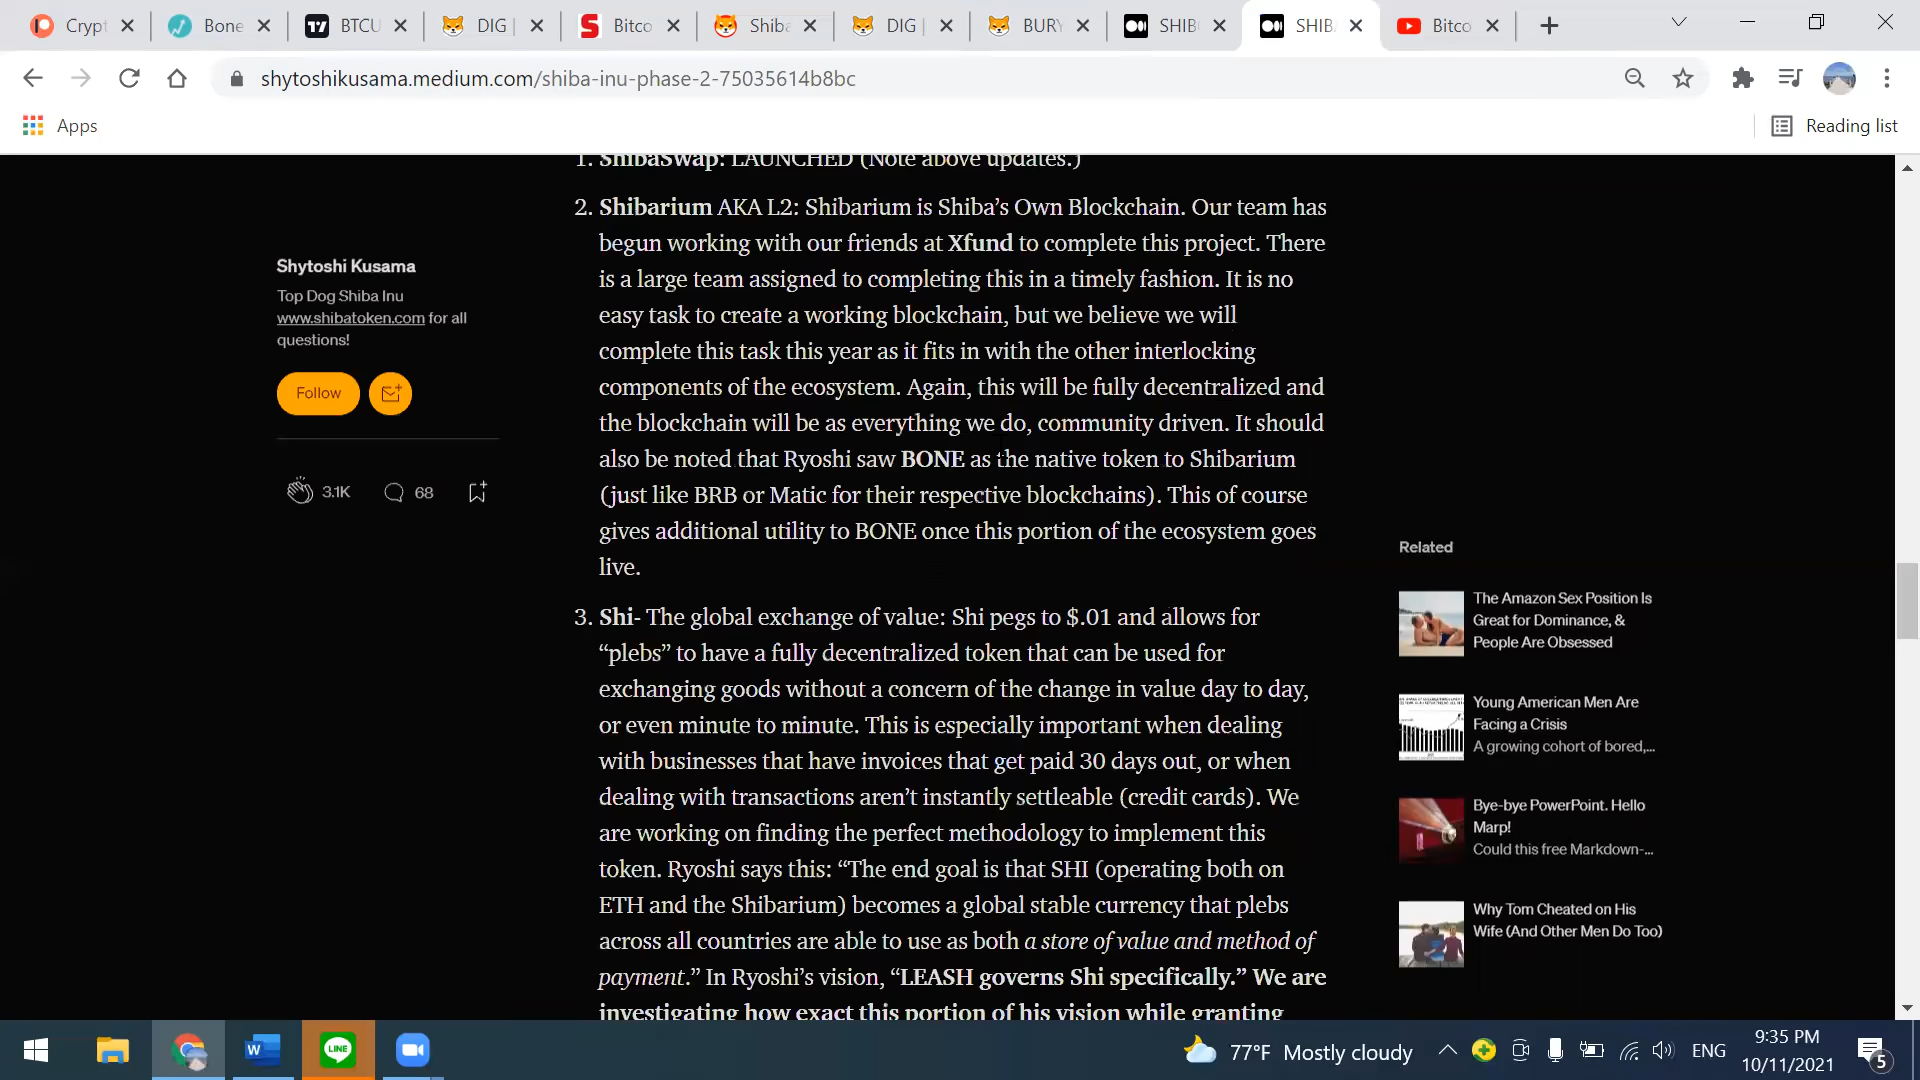 Crypt
Bone
BTCU
DIG |
Bitco
Shiba
DIG |
BURY
SHIB
SHIB
Bitco
shytoshikusama.medium.com/shiba-inu-phase-2-75035614b8bc
Apps
Reading list
1. ShibaSwap: LAUNCHED (Note above updates.)
2. Shibarium AKA L2: Shibarium is Shiba's Own Blockchain. Our team has
begun working with our friends at Xfund to complete this project. There
is a large team assigned to completing this in a timely fashion. It is no
easy task to create a working blockchain, but we believe we will
complete this task this year as it fits in with the other interlocking
components of the ecosystem. Again, this will be fully decentralized and
the blockchain will be as everything we do, community driven. It should
also be noted that Ryoshi saw BONE as the native token to Shibarium
(just like BRB or Matic for their respective blockchains). This of course
gives additional utility to BONE once this portion of the ecosystem goes
live.
3. Shi- The global exchange of value: Shi pegs to $.01 and allows for
“plebs” to have a fully decentralized token that can be used for
exchanging goods without a concern of the change in value day to day,
or even minute to minute. This is especially important when dealing
with businesses that have invoices that get paid 30 days out, or when
dealing with transactions aren't instantly settleable (credit cards). We
are working on finding the perfect methodology to implement this
token. Ryoshi says this: “The end goal is that SHI (operating both on
ETH and the Shibarium) becomes a global stable currency that plebs
across all countries are able to use as both a store of value and method of
payment.” In Ryoshi's vision, “LEASH governs Shi specifically.” We are
investigating how exact this portion of his vision while granting
Shytoshi Kusama
Top Dog Shiba Inu
www.shibatoken.com for all
questions!
Follow
3.1K
68
Related
The Amazon Sex Position Is
Great for Dominance, &
People Are Obsessed
Young American Men Are
Facing a Crisis
A growing cohort of bored,...
Bye-bye PowerPoint. Hello
Marp!
Could this free Markdown-...
Why Tom Cheated on His
Wife (And Other Men Do Too)
LINE
77°F Mostly cloudy
ENG
9:35 PM
10/11/2021
5